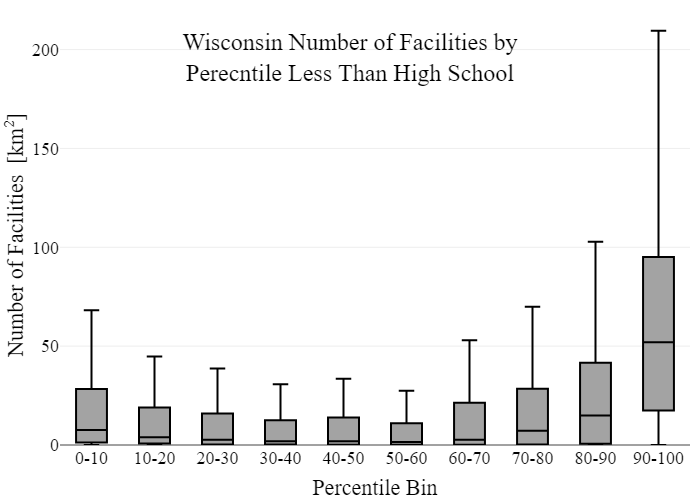 Wisconsin Number of Facilities by
Perecntile Less Than High School
Number of Facilities [km²]
200
150
100
50
0
0-10 10-20 20-30 30-40 40-50 50-60 60-70 70-80 80-90 90-100
Percentile Bin